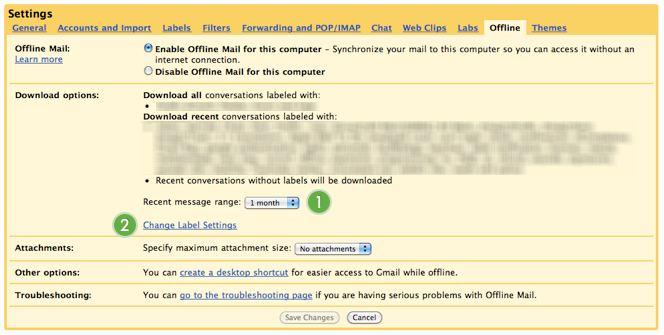 Settings
General Accounts and Import Labels Filters Forwarding and POP/IMAP Chat Web Clips Labs Offline Themes
Offline Mail: Enable Offline Mail for this computer – Synchronize your mail to this computer so you can access it without an
Learn more internet connection.
Disable Offline Mail for this computer
Download options: Download all conversations labeled with:
Download recent conversations labeled with:
• Recent conversations without labels will be downloaded
Recent message range: 1 month 1
2 Change Label Settings
Attachments: Specify maximum attachment size: No attachments
Other options: You can create a desktop shortcut for easier access to Gmail while offline.
Troubleshooting: You can go to the troubleshooting page if you are having serious problems with Offline Mail.
Save Changes Cancel